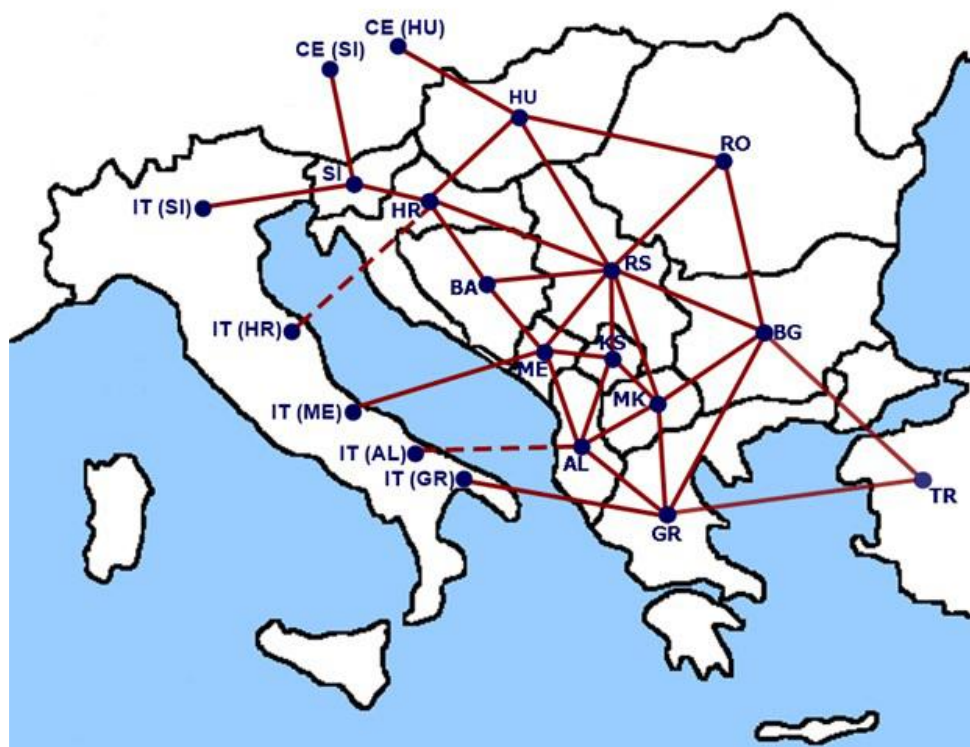 CE (HU)
CE (SI)
HU
RO
SI
IT (SI)
HR
RS
BA
IT (HR)
BG
KS
ME
MK
IT (ME)
IT (AL)
AL
IT (GR)
TR
GR